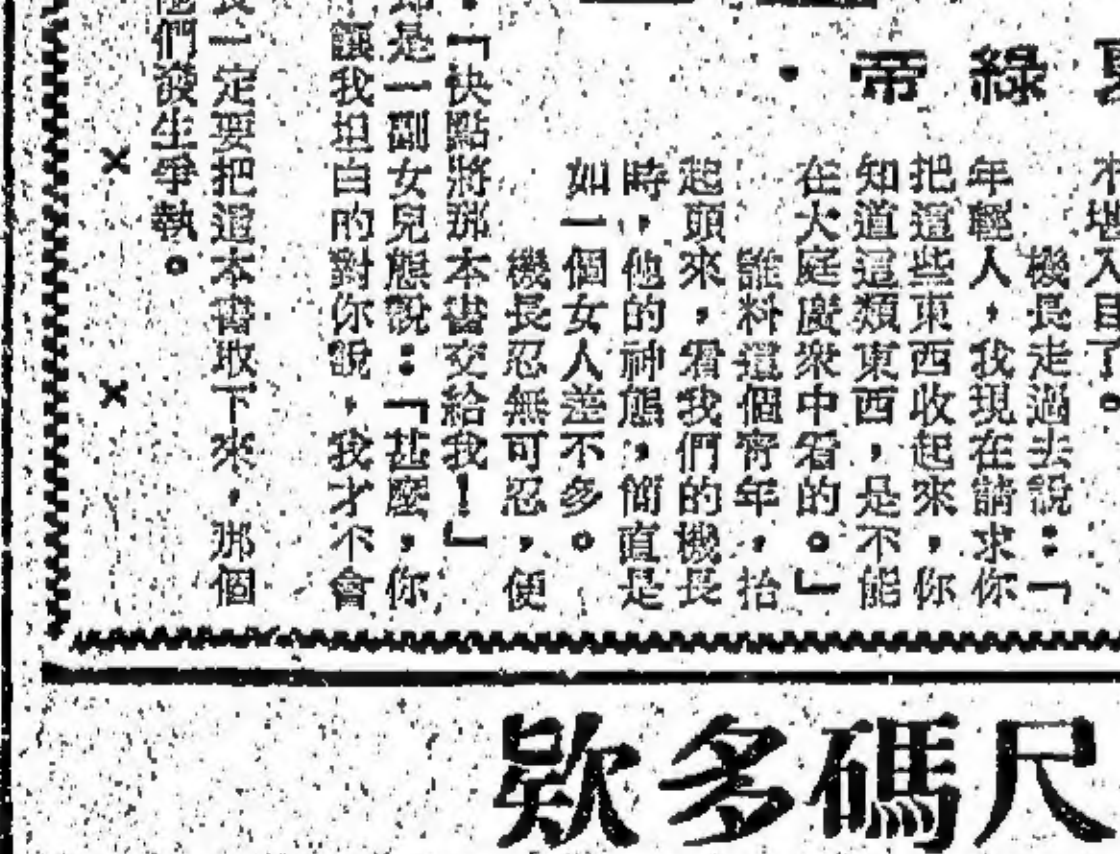 綠帝・
不堪入目了。
機長走過去說：「
年輕人，我現在請求你
把這些東西收起來，你
知道這類東西，是不能
在大庭廣衆中看的。」
誰料這個靑年，抬
起頭來，看我們的機長
時，他的神態，簡直是
如一個女人差不多。
機長忍無可忍，便
：「快點將那本書交給我！」
是一副女兒態說：「甚麼，你
讓我坦白的對你說，我才不會
一定要把這本書取下來，那個
他們發生爭執。
×　×
尺碼多欵